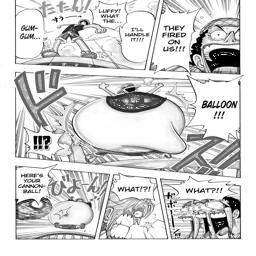 THEY
FIRED
ON
US!!!
LUFFY!
WHAT
THE...
I'LL
HANDLE
IT!!!
GUM-
GUM...
BALLOON
!!!
!!?
HERE'S
YOUR
CANNON-
BALL!
WHAT!?!
WHAT?!!